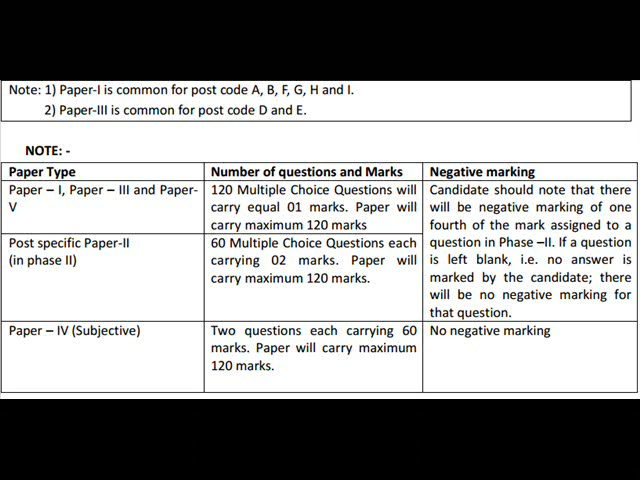 Note: 1) Paper-I is common for post code A, B, F, G, H and I.
2) Paper-III is common for post code D and E.
NOTE: -
Paper Type
Number of questions and Marks
Negative marking
Paper – I, Paper – III and Paper-
V
120 Multiple Choice Questions will
carry equal 01 marks. Paper will
carry maximum 120 marks
Candidate should note that there
will be negative marking of one
fourth of the mark assigned to a
question in Phase –II. If a question
is left blank, i.e. no answer is
marked by the candidate; there
will be no negative marking for
that question.
Post specific Paper-II
(in phase II)
60 Multiple Choice Questions each
carrying 02 marks. Paper will
carry maximum 120 marks.
Paper – IV (Subjective)
Two questions each carrying 60
marks. Paper will carry maximum
120 marks.
No negative marking